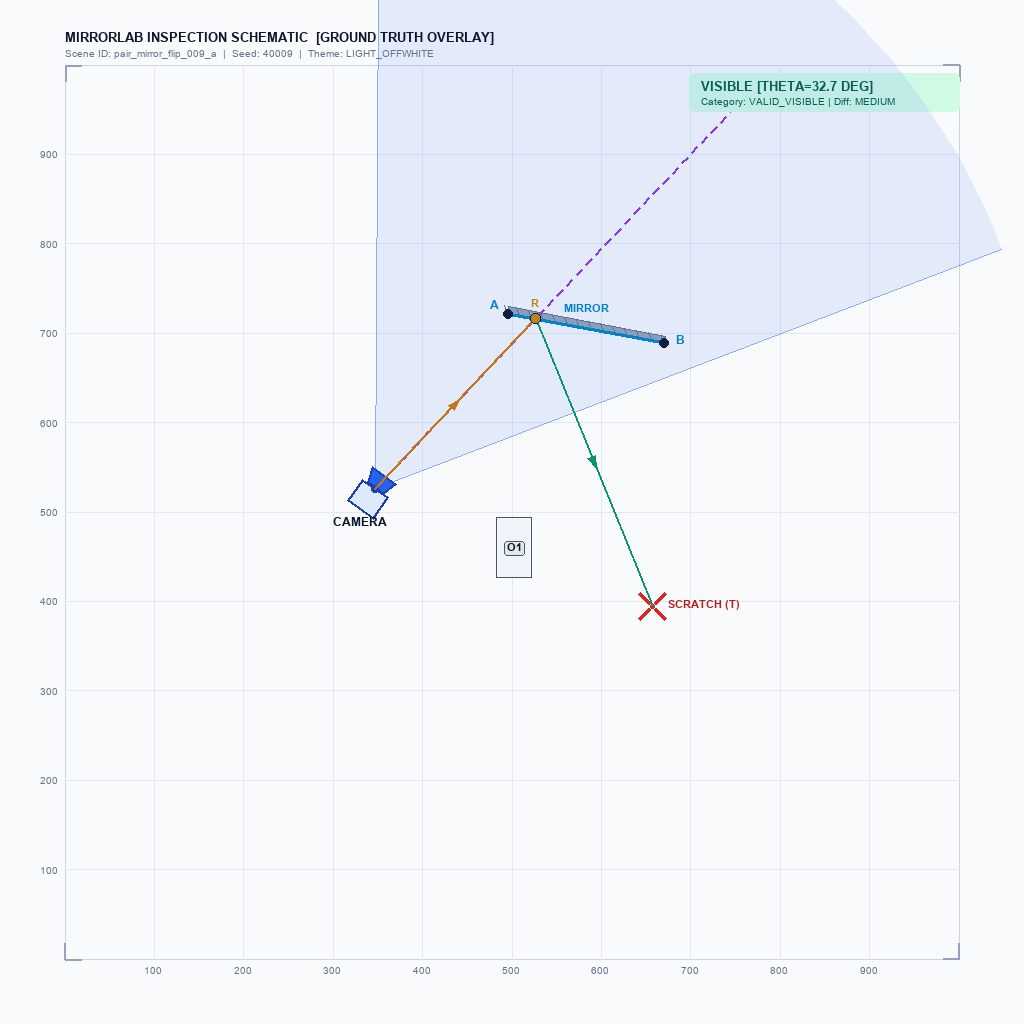 MIRRORLAB INSPECTION SCHEMATIC [GROUND TRUTH OVERLAY]
Scene ID: pair_mirror_flip_009_a | Seed: 40009 | Theme: LIGHT_OFFWHITE
VISIBLE [THETA=32.7 DEG]
Category: VALID_VISIBLE | Diff: MEDIUM
900
800
A
R
MIRROR
700
B
600
500
CAMERA
O1
400
SCRATCH (T)
300
200
100
100 200 300 400 500 600 700 800 900